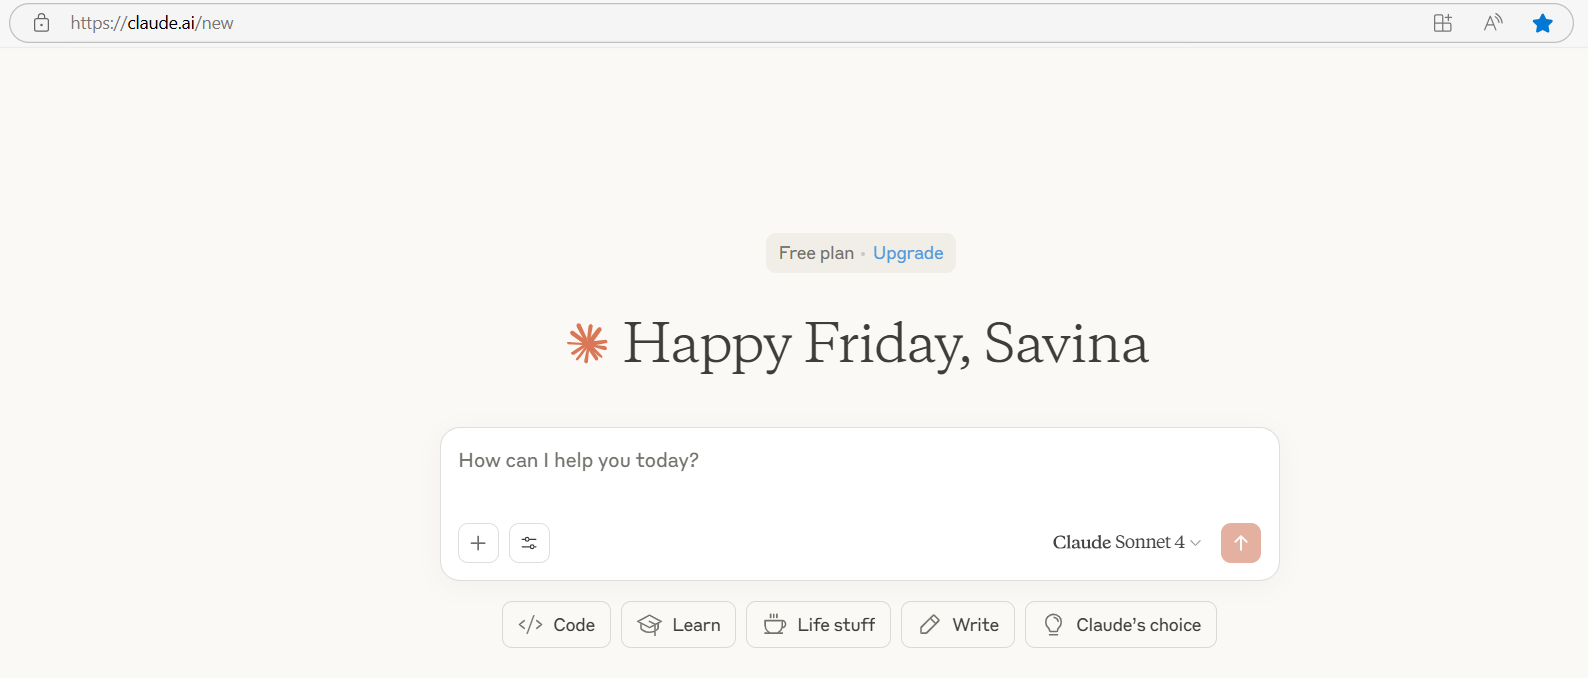 https://claude.ai/new
Free plan • Upgrade
Happy Friday, Savina
How can I help you today?
Claude Sonnet 4
Code
Learn
Life stuff
Write
Claude’s choice